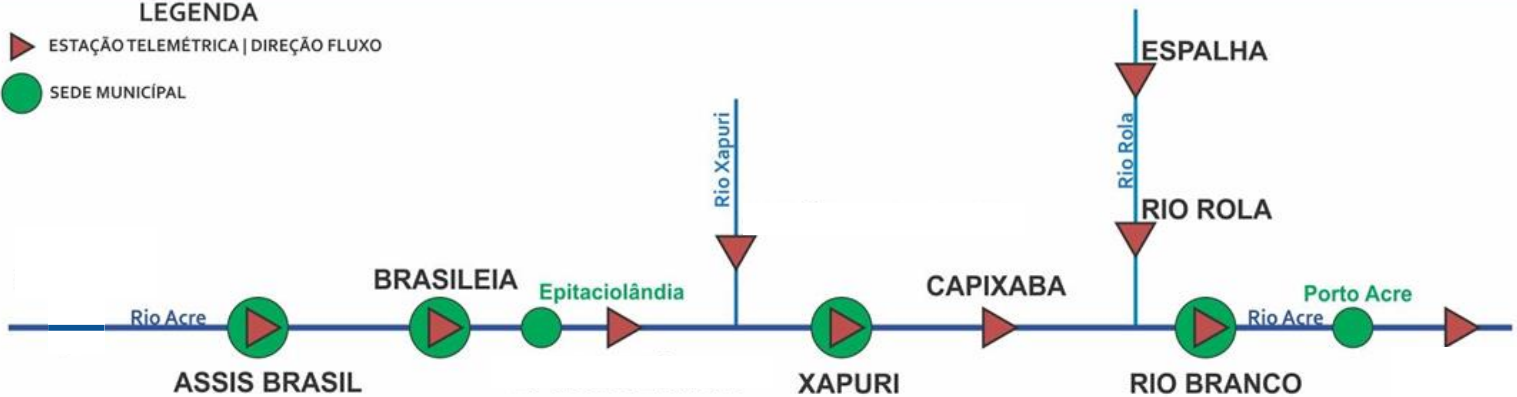 LEGENDA
ESTAÇÃO TELEMÉTRICA | DIREÇÃO FLUXO
SEDE MUNICÍPAL
ESPALHA
Rio Xapuri
Rio Rola
RIO ROLA
BRASILEIA
Epitaciolândia
CAPIXABA
Porto Acre
Rio Acre
Rio Acre
ASSIS BRASIL
XAPURI
RIO BRANCO